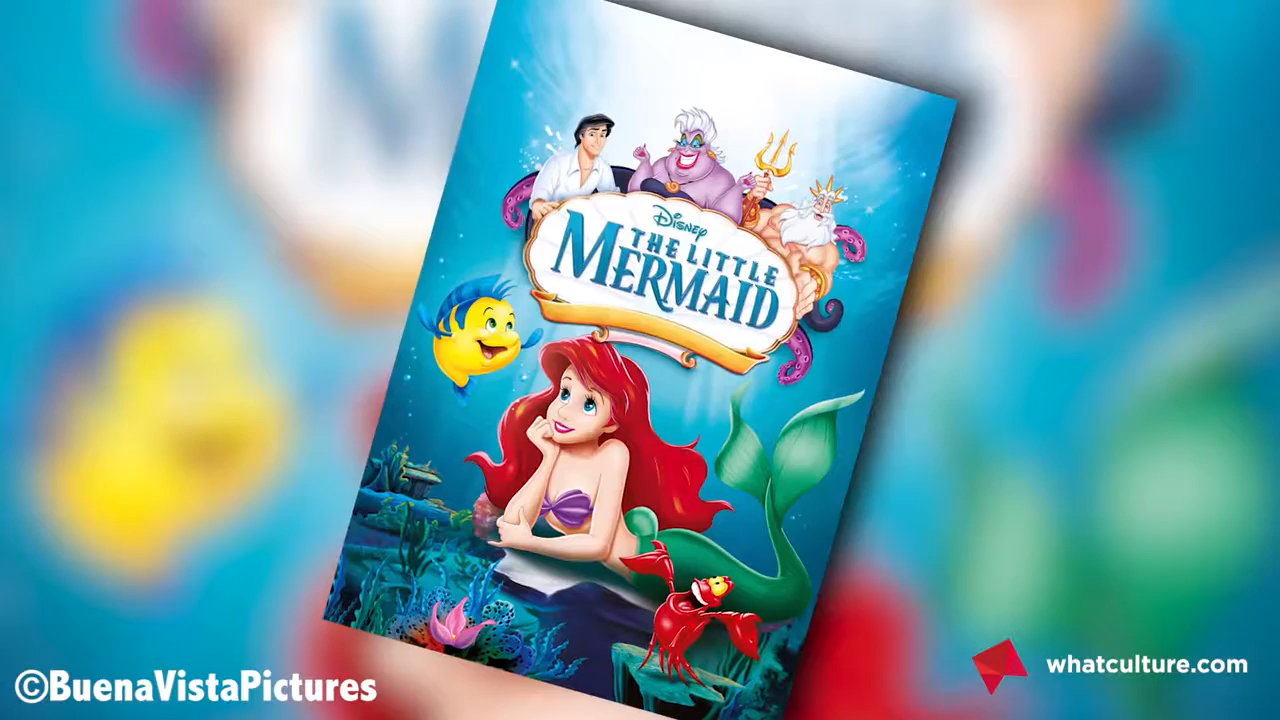 Disney
THE LITTLE
MERMAID
©BuenaVistaPictures
whatculture.com